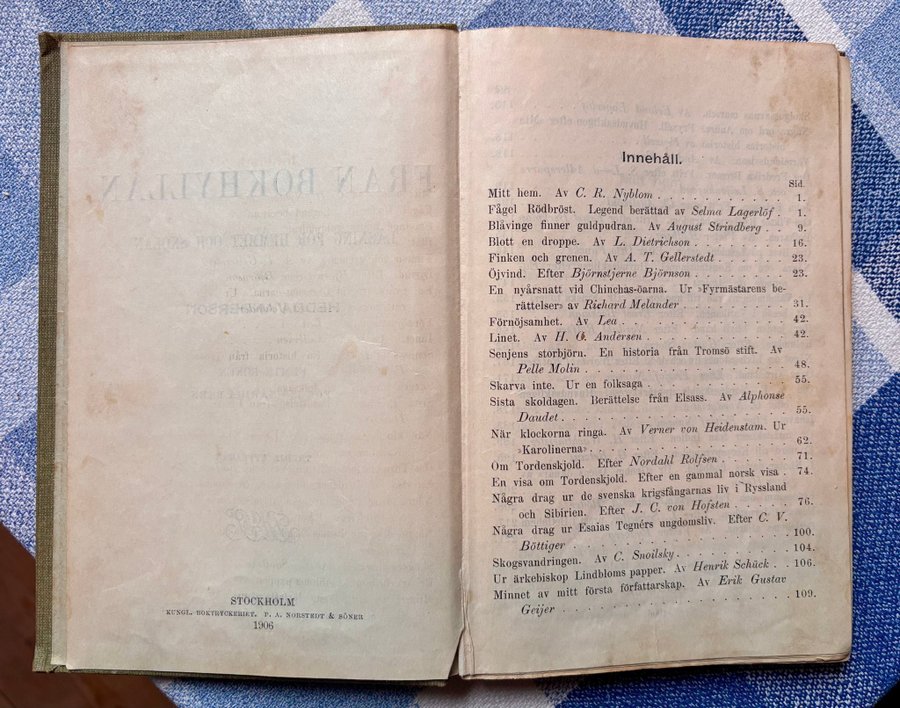 STOCKHOLM
KUNGL. BOKTRYCKERIET. P. A. NORSTEDT & SÖNER
1906
Innehåll.
Sid.
Mitt hem. Av C. R. Nyblom . . . . . . . . . . . . 1.
Fågel Rödbröst. Legend berättad av Selma Lagerlöf . 1.
Blåvinge finner guldpudran. Av August Strindberg . . 9.
Blott en droppe. Av L. Dietrichson . . . . . . . . 16.
Finken och grenen. Av A. T. Gellerstedt . . . . . . 23.
Öjvind. Efter Björnstjerne Björnson . . . . . . . . 23.
En nyårsnatt vid Chinchas-öarna. Ur »Fyrmästarens be-
rättelser» av Richard Melander . . . . . . . . . 31.
Förnöjsamhet. Av Lea . . . . . . . . . . . . . . 42.
Linet. Av H. G. Andersen . . . . . . . . . . . . 42.
Senjens storbjörn. En historia från Tromsö stift. Av
Pelle Molin . . . . . . . . . . . . . . . . . 48.
Skarva inte. Ur en folksaga . . . . . . . . . . . 55.
Sista skoldagen. Berättelse från Elsass. Av Alphonse
Daudet . . . . . . . . . . . . . . . . . . . 55.
När klockorna ringa. Av Verner von Heidenstam. Ur
»Karolinerna» . . . . . . . . . . . . . . . . 62.
Om Tordenskjold. Efter Nordahl Rolfsen . . . . . . 71.
En visa om Tordenskjold. Efter en gammal norsk visa . 74.
Några drag ur de svenska krigsfångarnas liv i Ryssland
och Sibirien. Efter J. C. von Hofsten . . . . . . 76.
Några drag ur Esaias Tegnérs ungdomsliv. Efter C. V.
Böttiger . . . . . . . . . . . . . . . . . . 100.
Skogsvandringen. Av C. Snoilsky . . . . . . . . . 104.
Ur ärkebiskop Lindbloms papper. Av Henrik Schück . . 106.
Minnet av mitt första författarskap. Av Erik Gustav
Geijer . . . . . . . . . . . . . . . . . . . 109.